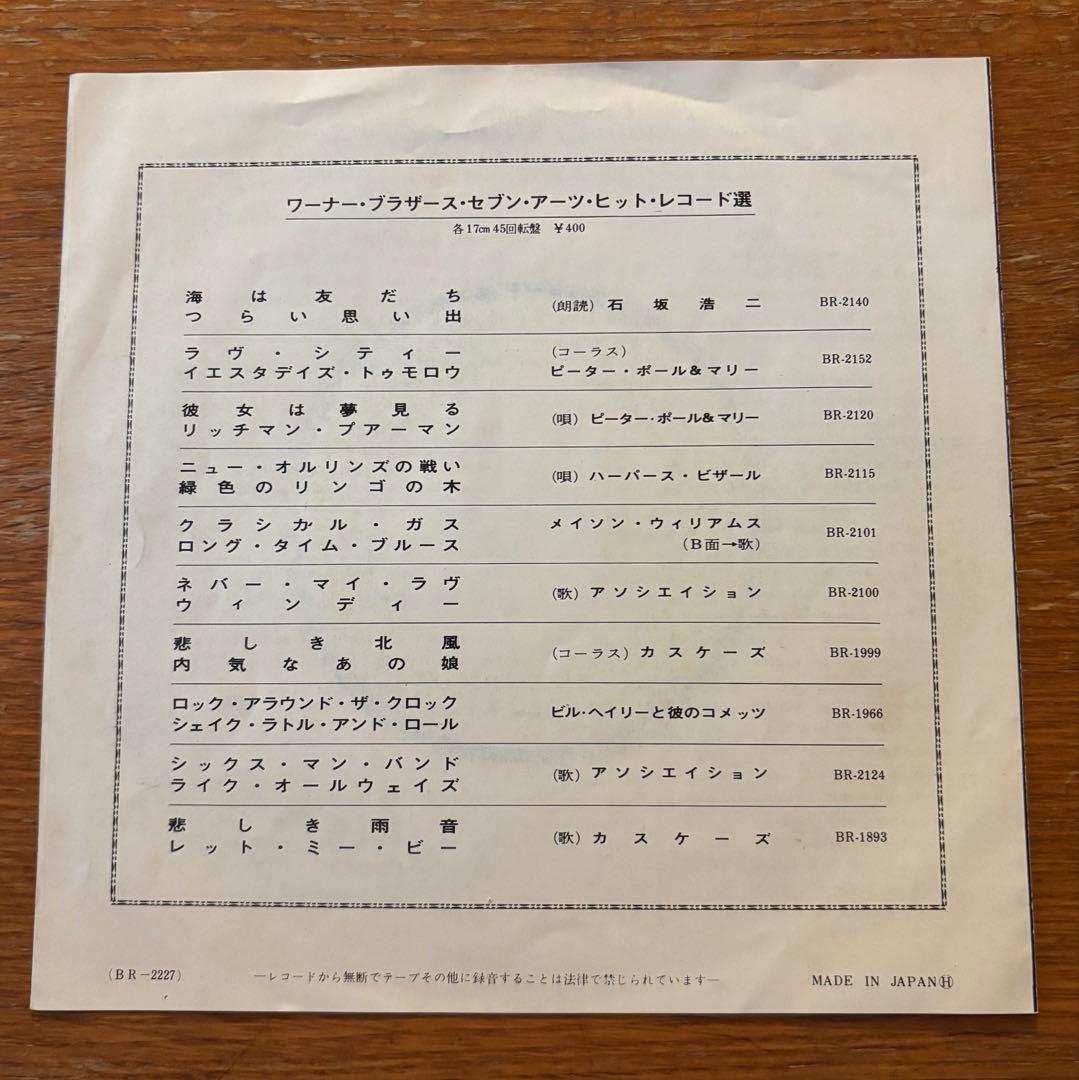 ワーナー・ブラザース・セブン・アーツ・ヒット・レコード選
各17cm 45回転盤 ¥400
海は友だち
つらい思い出
(朗読) 石坂浩二 BR-2140
ラヴ・シティー
イエスタデイズ・トゥモロウ
(コーラス)
ピーター・ポール&マリー
BR-2152
彼女は夢見る
リッチマン・プアーマン
(唄) ピーター・ポール&マリー BR-2120
ニュー・オルリンズの戦い
緑色のリンゴの木
(唄) ハーパース・ビザール BR-2115
クラシカル・ガス
ロング・タイム・ブルース
メイソン・ウィリアムス
(B面→歌)
BR-2101
ネバー・マイ・ラヴ
ウィンディー
(歌) アソシエイション BR-2100
悲しき北風
内気なあの娘
(コーラス) カスケーズ BR-1999
ロック・アラウンド・ザ・クロック
シェイク・ラトル・アンド・ロール
ビル・ヘイリーと彼のコメッツ BR-1966
シックス・マン・バンド
ライク・オールウェイズ
(歌) アソシエイション BR-2124
悲しき雨音
レット・ミー・ビー
(歌) カスケーズ BR-1893
(BR-2227) —レコードから無断でテープその他に録音することは法律で禁じられています— MADE IN JAPANⒽ